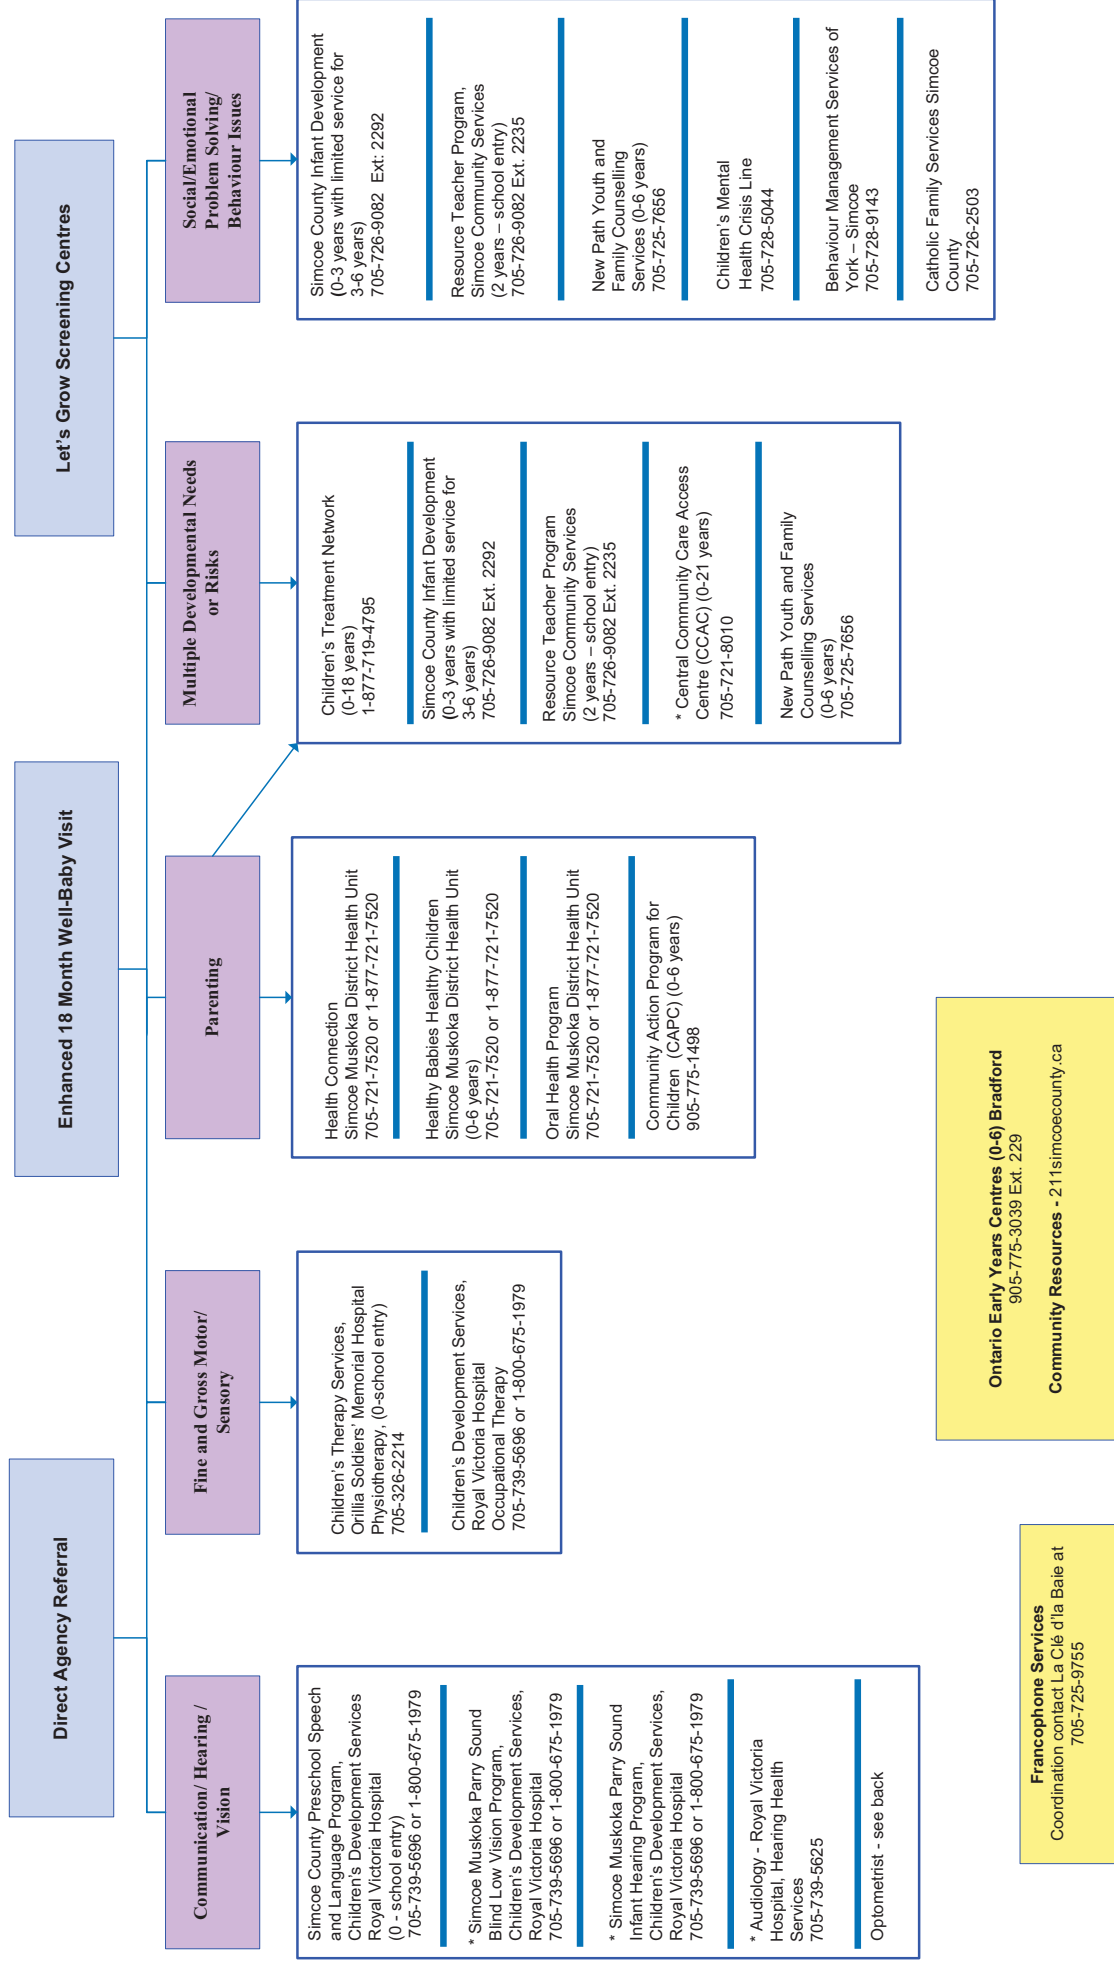 Direct Agency Referral
Enhanced 18 Month Well-Baby Visit
Let's Grow Screening Centres
Communication/ Hearing /
Vision
Simcoe County Preschool Speech
and Language Program,
Children's Development Services
Royal Victoria Hospital
(0 - school entry)
705-739-5696 or 1-800-675-1979
* Simcoe Muskoka Parry Sound
Blind Low Vision Program,
Children's Development Services,
Royal Victoria Hospital
705-739-5696 or 1-800-675-1979
* Simcoe Muskoka Parry Sound
Infant Hearing Program,
Children's Development Services,
Royal Victoria Hospital
705-739-5696 or 1-800-675-1979
* Audiology - Royal Victoria
Hospital, Hearing Health
Services
705-739-5625
Optometrist - see back
Fine and Gross Motor/
Sensory
Children's Therapy Services,
Orillia Soldiers' Memorial Hospital
Physiotherapy, (0-school entry)
705-326-2214
Children's Development Services,
Royal Victoria Hospital
Occupational Therapy
705-739-5696 or 1-800-675-1979
Parenting
Health Connection
Simcoe Muskoka District Health Unit
705-721-7520 or 1-877-721-7520
Healthy Babies Healthy Children
Simcoe Muskoka District Health Unit
(0-6 years)
705-721-7520 or 1-877-721-7520
Oral Health Program
Simcoe Muskoka District Health Unit
705-721-7520 or 1-877-721-7520
Community Action Program for
Children (CAPC) (0-6 years)
905-775-1498
Multiple Developmental Needs
or Risks
Children's Treatment Network
(0-18 years)
1-877-719-4795
Simcoe County Infant Development
(0-3 years with limited service for
3-6 years)
705-726-9082 Ext. 2292
Resource Teacher Program
Simcoe Community Services
(2 years – school entry)
705-726-9082 Ext. 2235
* Central Community Care Access
Centre (CCAC) (0-21 years)
705-721-8010
New Path Youth and Family
Counselling Services
(0-6 years)
705-725-7656
Social/Emotional
Problem Solving/
Behaviour Issues
Simcoe County Infant Development
(0-3 years with limited service for
3-6 years)
705-726-9082 Ext: 2292
Resource Teacher Program,
Simcoe Community Services
(2 years – school entry)
705-726-9082 Ext. 2235
New Path Youth and
Family Counselling
Services (0-6 years)
705-725-7656
Children's Mental
Health Crisis Line
705-728-5044
Behaviour Management Services of
York – Simcoe
705-728-9143
Catholic Family Services Simcoe
County
705-726-2503
Francophone Services
Coordination contact La Clé d'la Baie at
705-725-9755
Ontario Early Years Centres (0-6) Bradford
905-775-3039 Ext. 229
Community Resources - 211simcoecounty.ca